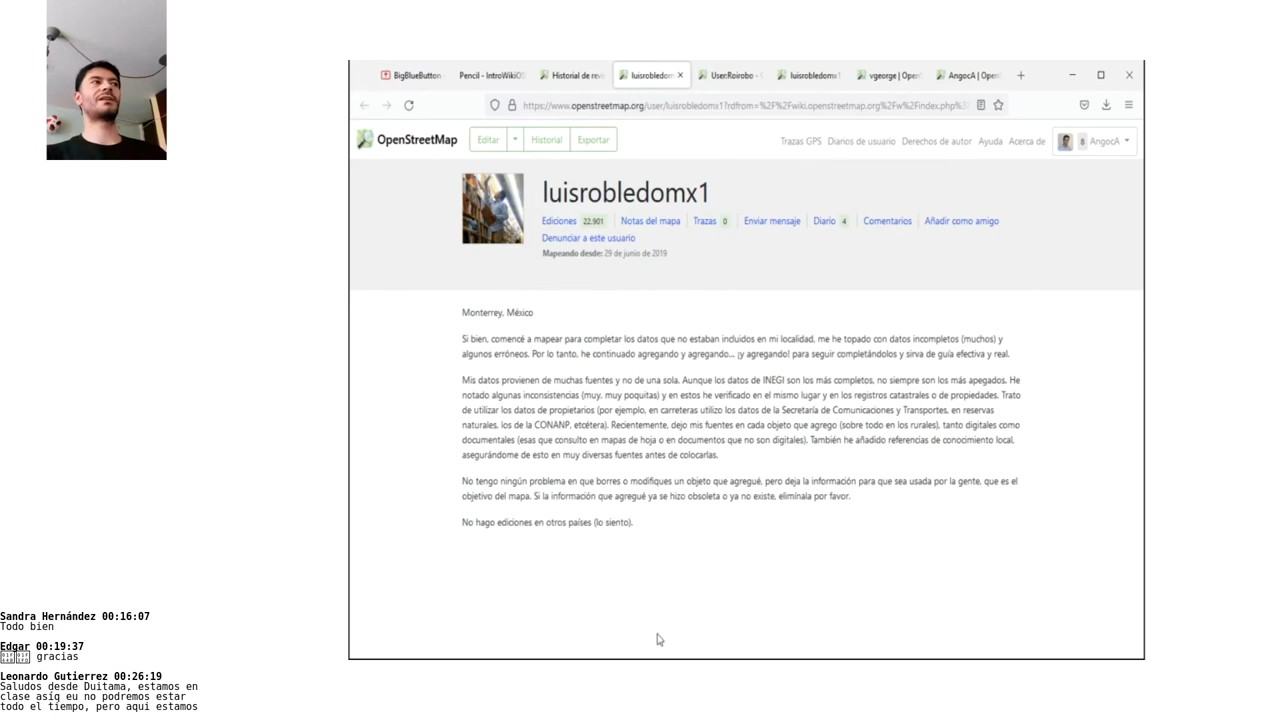 BigBlueButton
Pencil - IntroWikiOS
Historial de revi
luisrobledom
User:Roirobo - O
luisrobledomx1
vgeorge | Open
AngocA | OpenS
https://www.openstreetmap.org/user/luisrobledomx1?rdfrom=%2F%2Fwiki.openstreetmap.org%2Fw%2Findex.php%3
OpenStreetMap
Editar
Historial
Exportar
Trazas GPS Diarios de usuario Derechos de autor Ayuda Acerca de
8 AngocA
luisrobledomx1
Ediciones 22.901 Notas del mapa Trazas 0 Enviar mensaje Diario 4 Comentarios Añadir como amigo
Denunciar a este usuario
Mapeando desde: 29 de junio de 2019
Monterrey, México
Si bien, comencé a mapear para completar los datos que no estaban incluidos en mi localidad, me he topado con datos incompletos (muchos) y
algunos erróneos. Por lo tanto, he continuado agregando y agregando... ¡y agregando! para seguir completándolos y sirva de guía efectiva y real.
Mis datos provienen de muchas fuentes y no de una sola. Aunque los datos de INEGI son los más completos, no siempre son los más apegados. He
notado algunas inconsistencias (muy, muy poquitas) y en estos he verificado en el mismo lugar y en los registros catastrales o de propiedades. Trato
de utilizar los datos de propietarios (por ejemplo, en carreteras utilizo los datos de la Secretaría de Comunicaciones y Transportes, en reservas
naturales, los de la CONANP, etcétera). Recientemente, dejo mis fuentes en cada objeto que agrego (sobre todo en los rurales), tanto digitales como
documentales (esas que consulto en mapas de hoja o en documentos que no son digitales). También he añadido referencias de conocimiento local,
asegurándome de esto en muy diversas fuentes antes de colocarlas.
No tengo ningún problema en que borres o modifiques un objeto que agregué, pero deja la información para que sea usada por la gente, que es el
objetivo del mapa. Si la información que agregué ya se hizo obsoleta o ya no existe, elimínala por favor.
No hago ediciones en otros países (lo siento).
Sandra Hernández 00:16:07
Todo bien
Edgar 00:19:37
gracias
Leonardo Gutierrez 00:26:19
Saludos desde Duitama, estamos en
clase asig eu no podremos estar
todo el tiempo, pero aqui estamos